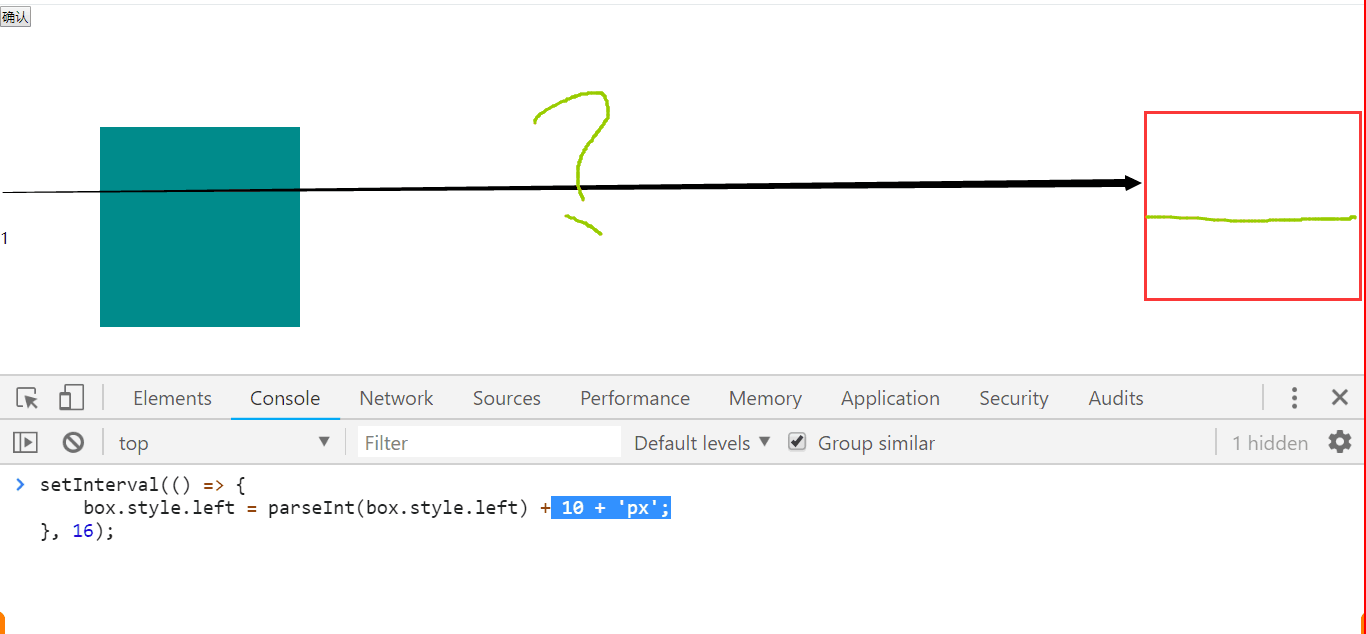 确认
?
1
Elements Console Network Sources Performance Memory Application Security Audits
top Filter Default levels Group similar 1 hidden
setInterval(() => {
box.style.left = parseInt(box.style.left) + 10 + 'px';
}, 16);